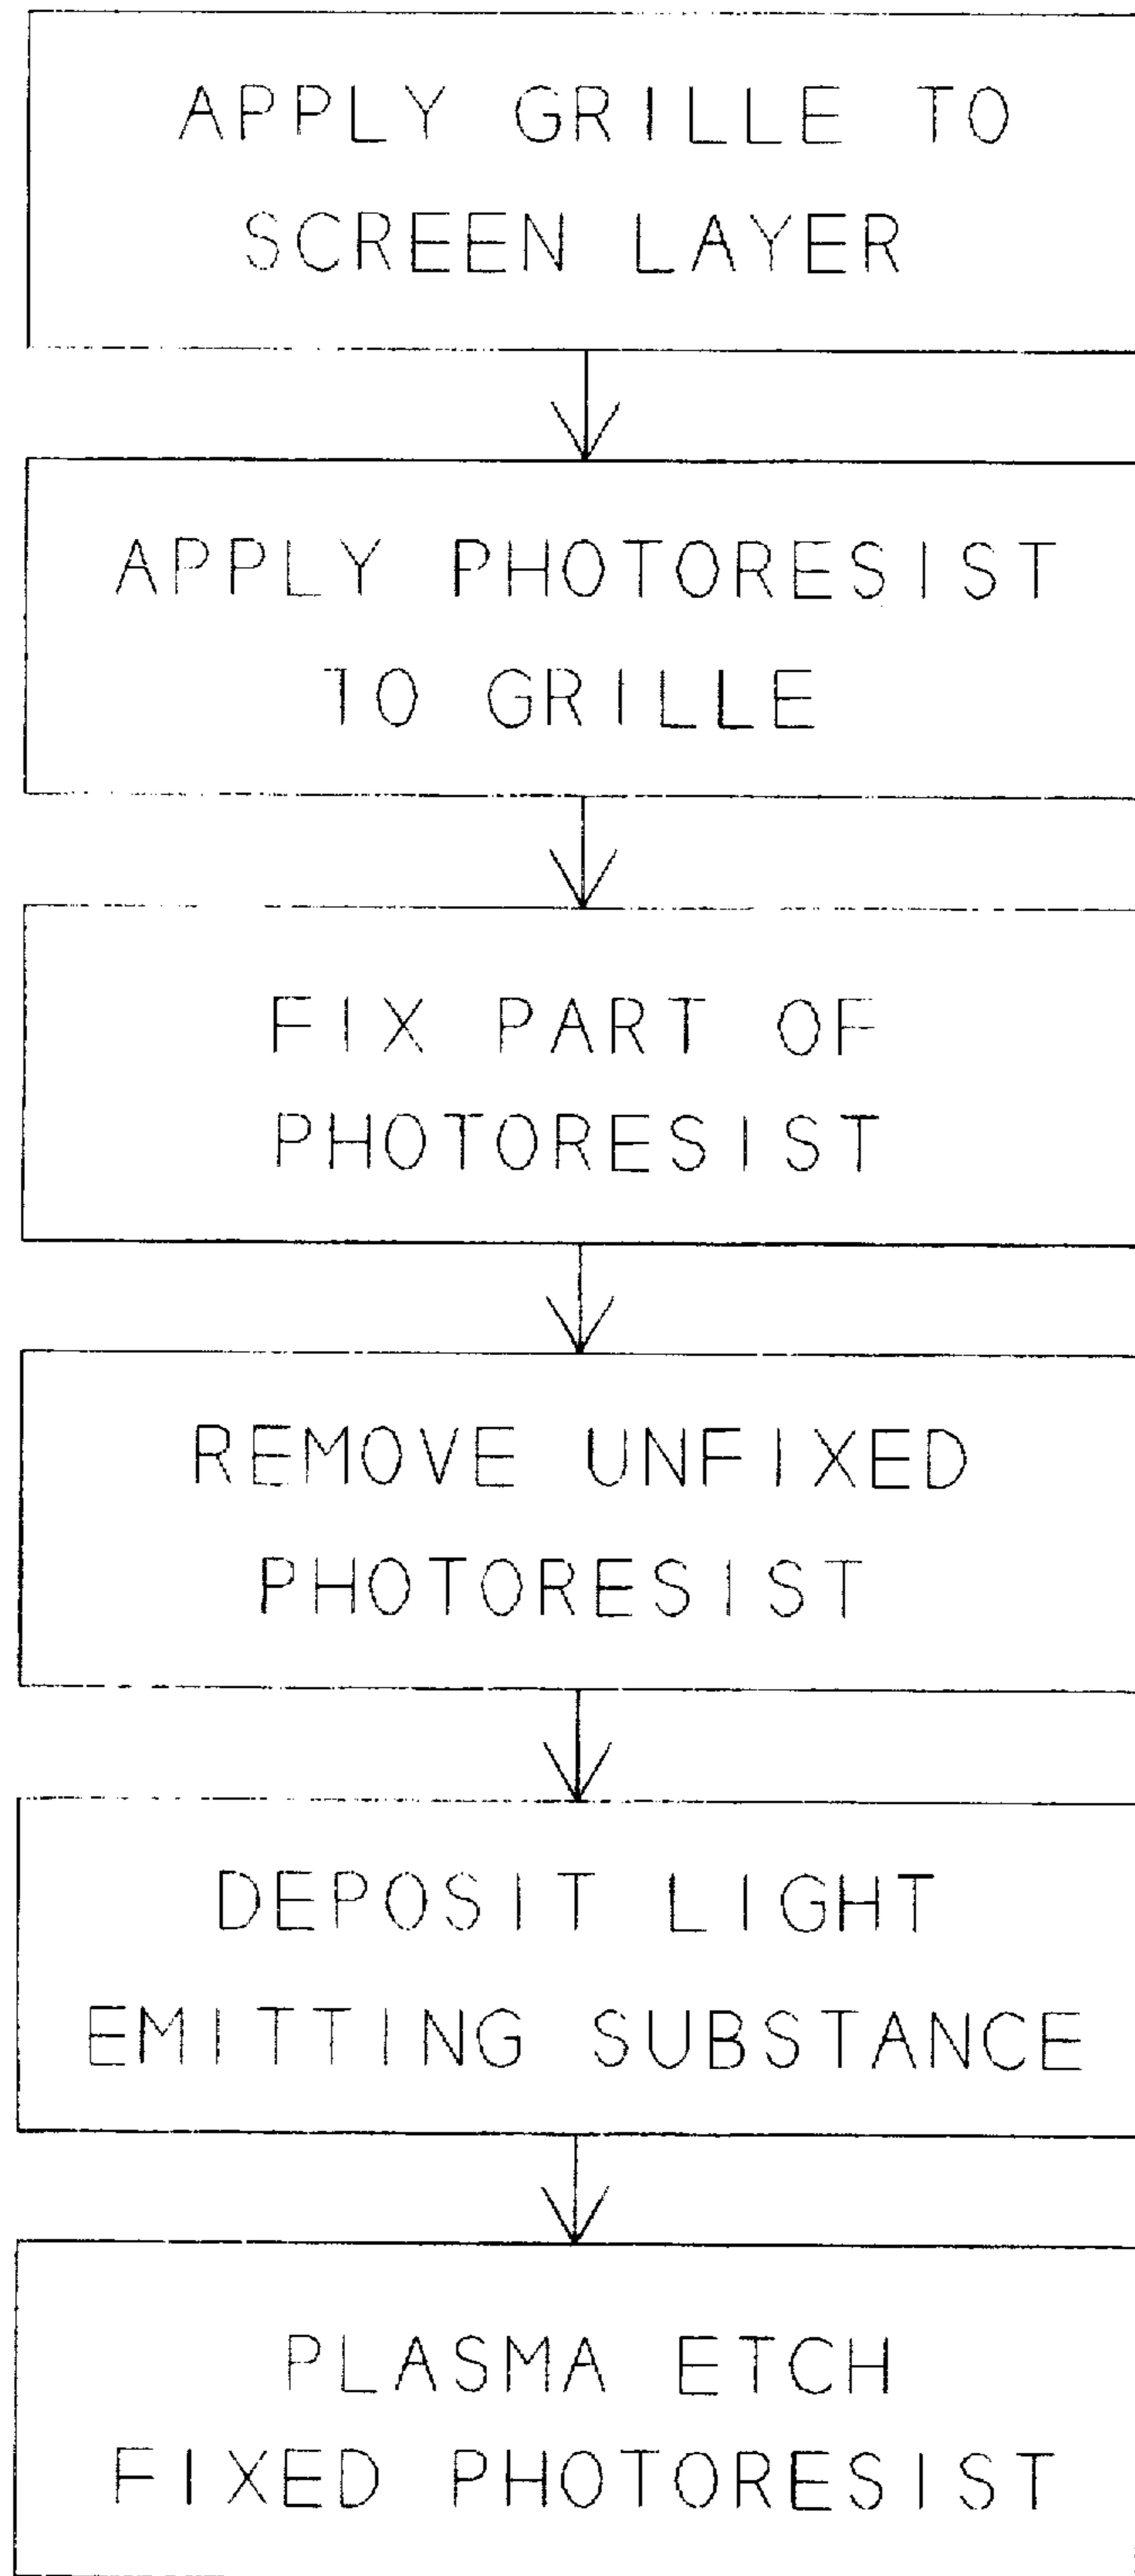 APPLY GRILLE TO
SCREEN LAYER
APPLY PHOTORESIST
TO GRILLE
FIX PART OF
PHOTORESIST
REMOVE UNFIXED
PHOTORESIST
DEPOSIT LIGHT
EMITTING SUBSTANCE
PLASMA ETCH
FIXED PHOTORESIST